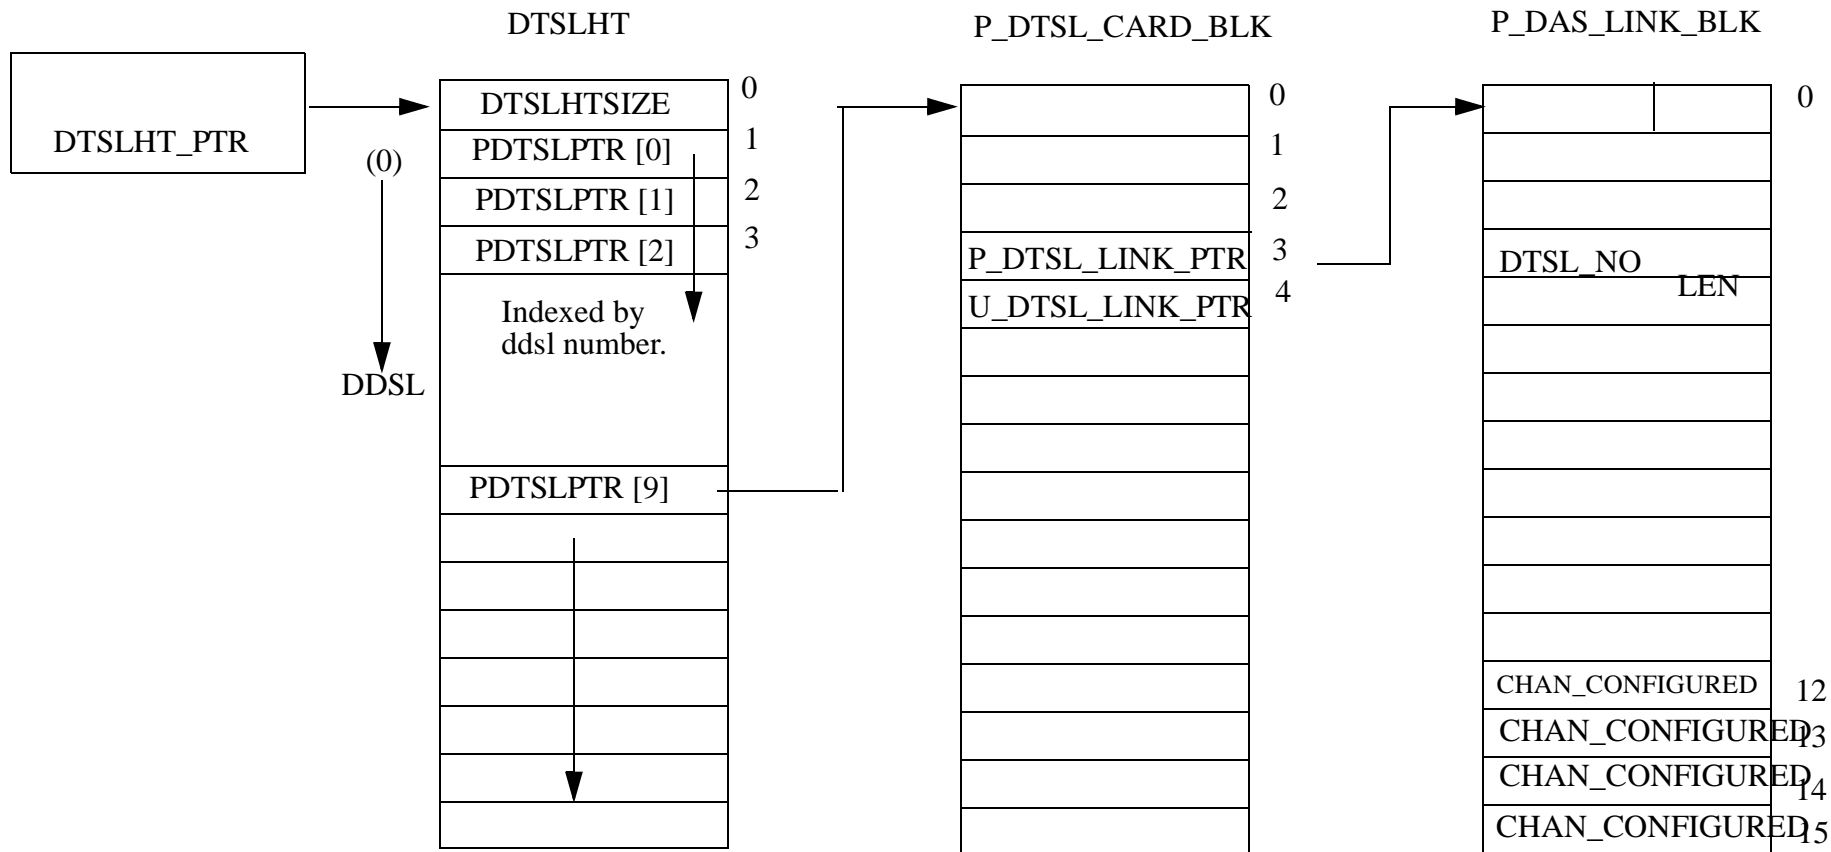 DTSLHT
P_DTSL_CARD_BLK
P_DAS_LINK_BLK
DTSLHT_PTR
(0)
DDSL
DTSLHTSIZE 0
PDTSLPTR [0] 1
PDTSLPTR [1] 2
PDTSLPTR [2] 3
Indexed by
ddsl number.
PDTSLPTR [9]
0
1
2
P_DTSL_LINK_PTR 3
U_DTSL_LINK_PTR 4
0
DTSL_NO
LEN
CHAN_CONFIGURED 12
CHAN_CONFIGURED 13
CHAN_CONFIGURED 14
CHAN_CONFIGURED 15